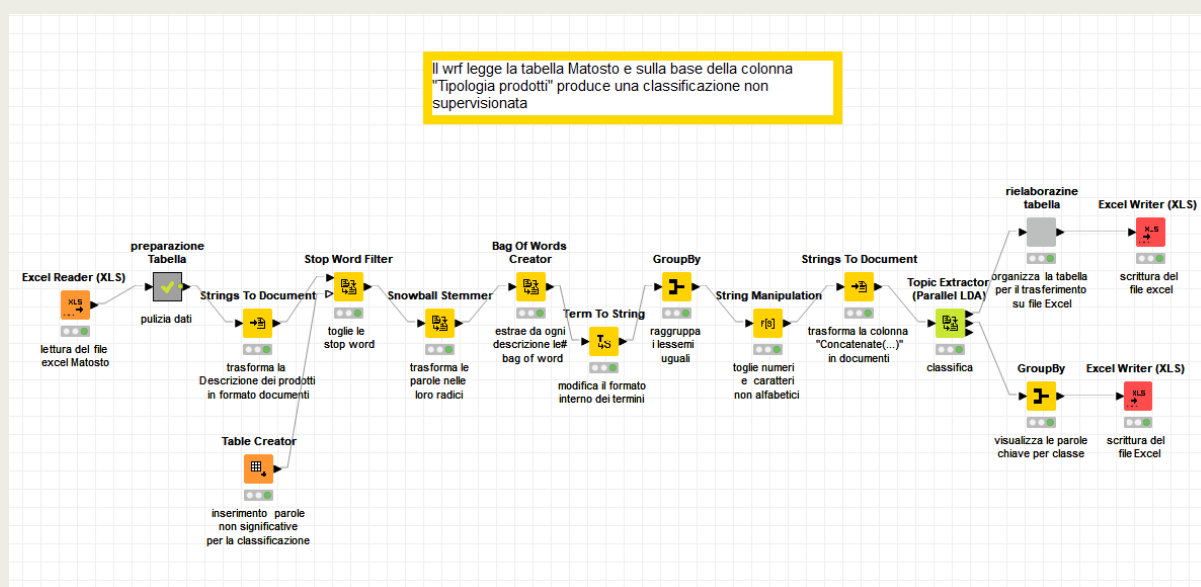 Il wrf legge la tabella Matosto e sulla base della colonna
"Tipologia prodotti" produce una classificazione non
supervisionata
Excel Reader (XLS)
XLS
lettura del file
excel Matosto
preparazione
Tabella
pulizia dati
Strings To Document
trasforma la
Descrizione dei prodotti
in formato documenti
Table Creator
inserimento parole
non significative
per la classificazione
Stop Word Filter
toglie le
stop word
Snowball Stemmer
trasforma le
parole nelle
loro radici
Bag Of Words
Creator
estrae da ogni
descrizione le#
bag of word
Term To String
T S
modifica il formato
interno dei termini
GroupBy
raggruppa
i lessemi
uguali
String Manipulation
f[s]
toglie numeri
e caratteri
non alfabetici
Strings To Document
trasforma la colonna
"Concatenate(...)"
in documenti
Topic Extractor
(Parallel LDA)
classifica
rielaborazine
tabella
organizza la tabella
per il trasferimento
su file Excel
Excel Writer (XLS)
XLS
scrittura del
file excel
GroupBy
visualizza le parole
chiave per classe
Excel Writer (XLS)
XLS
scrittura del
file Excel